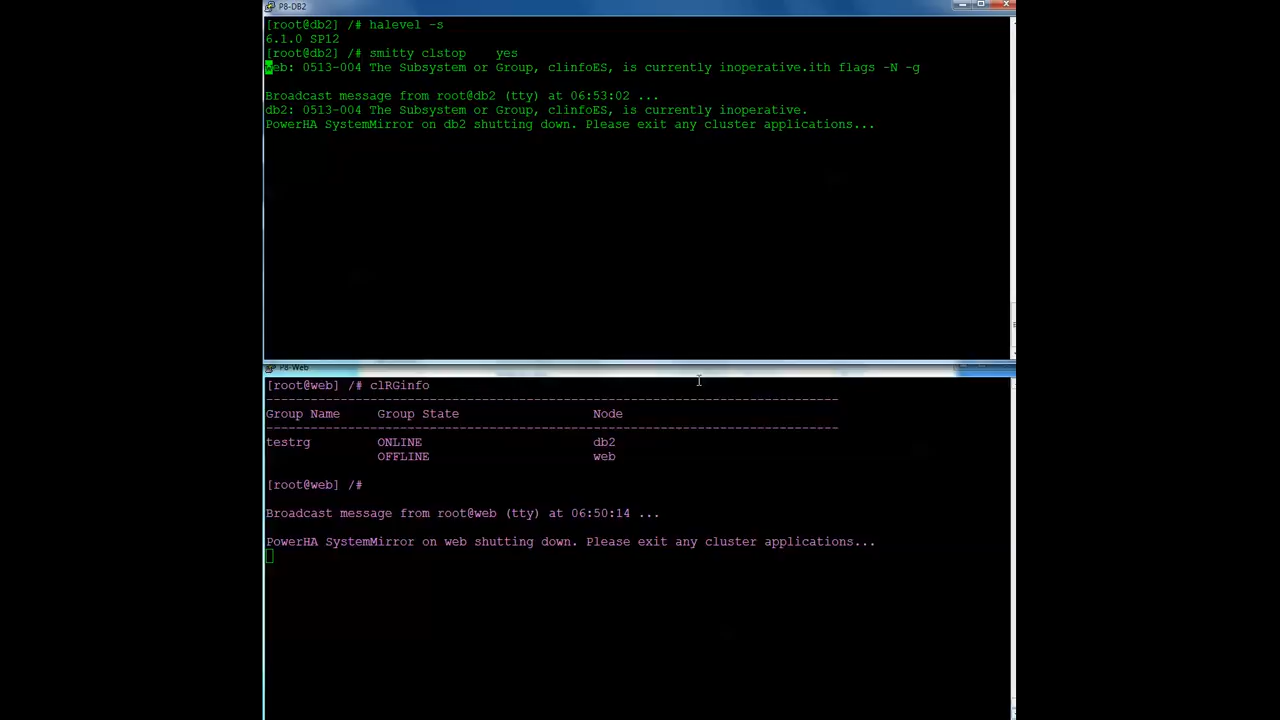 P8-DB2
[root@db2] /# halevel -s
6.1.0 SP12
[root@db2] /# smitty clstop    yes
web: 0513-004 The Subsystem or Group, clinfoES, is currently inoperative.ith flags -N -g
Broadcast message from root@db2 (tty) at 06:53:02 ...
db2: 0513-004 The Subsystem or Group, clinfoES, is currently inoperative.
PowerHA SystemMirror on db2 shutting down. Please exit any cluster applications...
P8-Web
[root@web] /# clRGinfo
-----------------------------------------------------------------------------
Group Name     Group State                  Node
-----------------------------------------------------------------------------
testrg         ONLINE                       db2
               OFFLINE                      web
[root@web] /#
Broadcast message from root@web (tty) at 06:50:14 ...
PowerHA SystemMirror on web shutting down. Please exit any cluster applications...